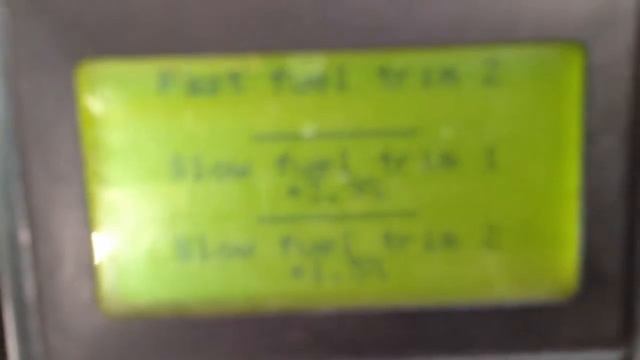 Fast fuel trim 2
Slow fuel trim 1
Slow fuel trim 2